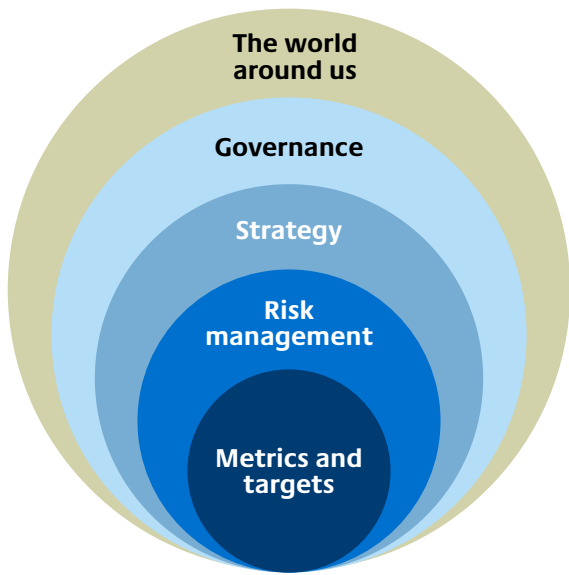 The world
around us
Governance
Strategy
Risk
management
Metrics and
targets